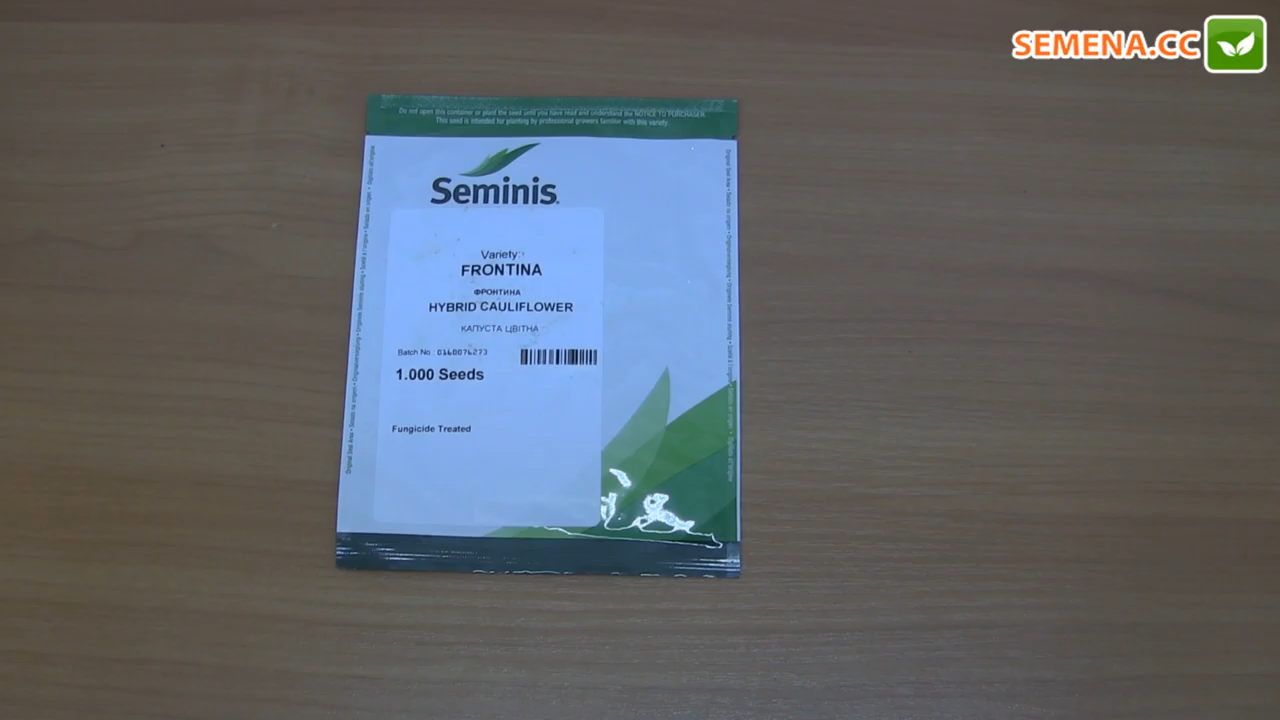 SEMENA.CC
Do not open this container or plant the seed until you have read and understand the NOTICE TO PURCHASER.
This seed is intended for planting by professional growers familiar with this variety.
Seminis
Variety:
FRONTINA
ФРОНТИНА
HYBRID CAULIFLOWER
КАПУСТА ЦВІТНА
Batch No.: 0160076273
1.000 Seeds
Fungicide Treated